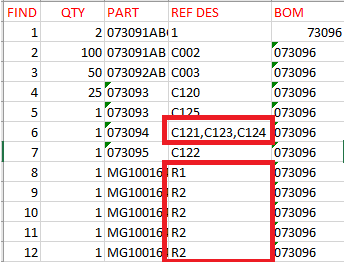 FIND QTY PART REF DES BOM
1 2 073091AB 1 73096
2 100 073091AB C002 073096
3 50 073092AB C003 073096
4 25 073093 C120 073096
5 1 073093 C125 073096
6 1 073094 C121,C123,C124 073096
7 1 073095 C122 073096
8 1 MG10016 R1 073096
9 1 MG10016 R2 073096
10 1 MG10016 R2 073096
11 1 MG10016 R2 073096
12 1 MG10016 R2 073096